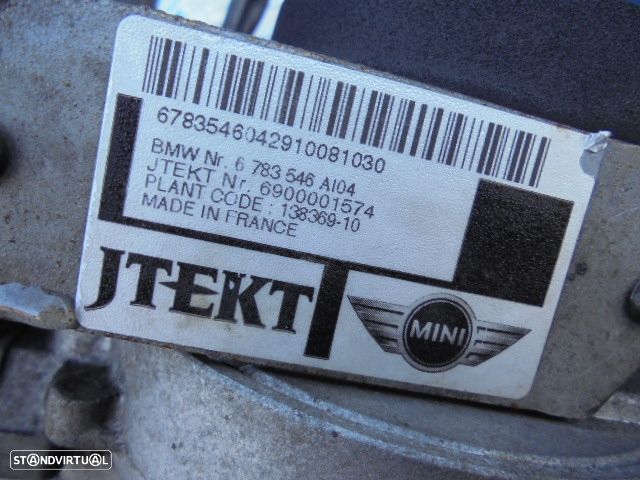 6783546042910081030
BMW Nr. 6 783 546 AI04
JTEKT Nr. 6900001574
PLANT CODE : 138369-10
MADE IN FRANCE
JTEKT
MINI
STANDVIRTUAL